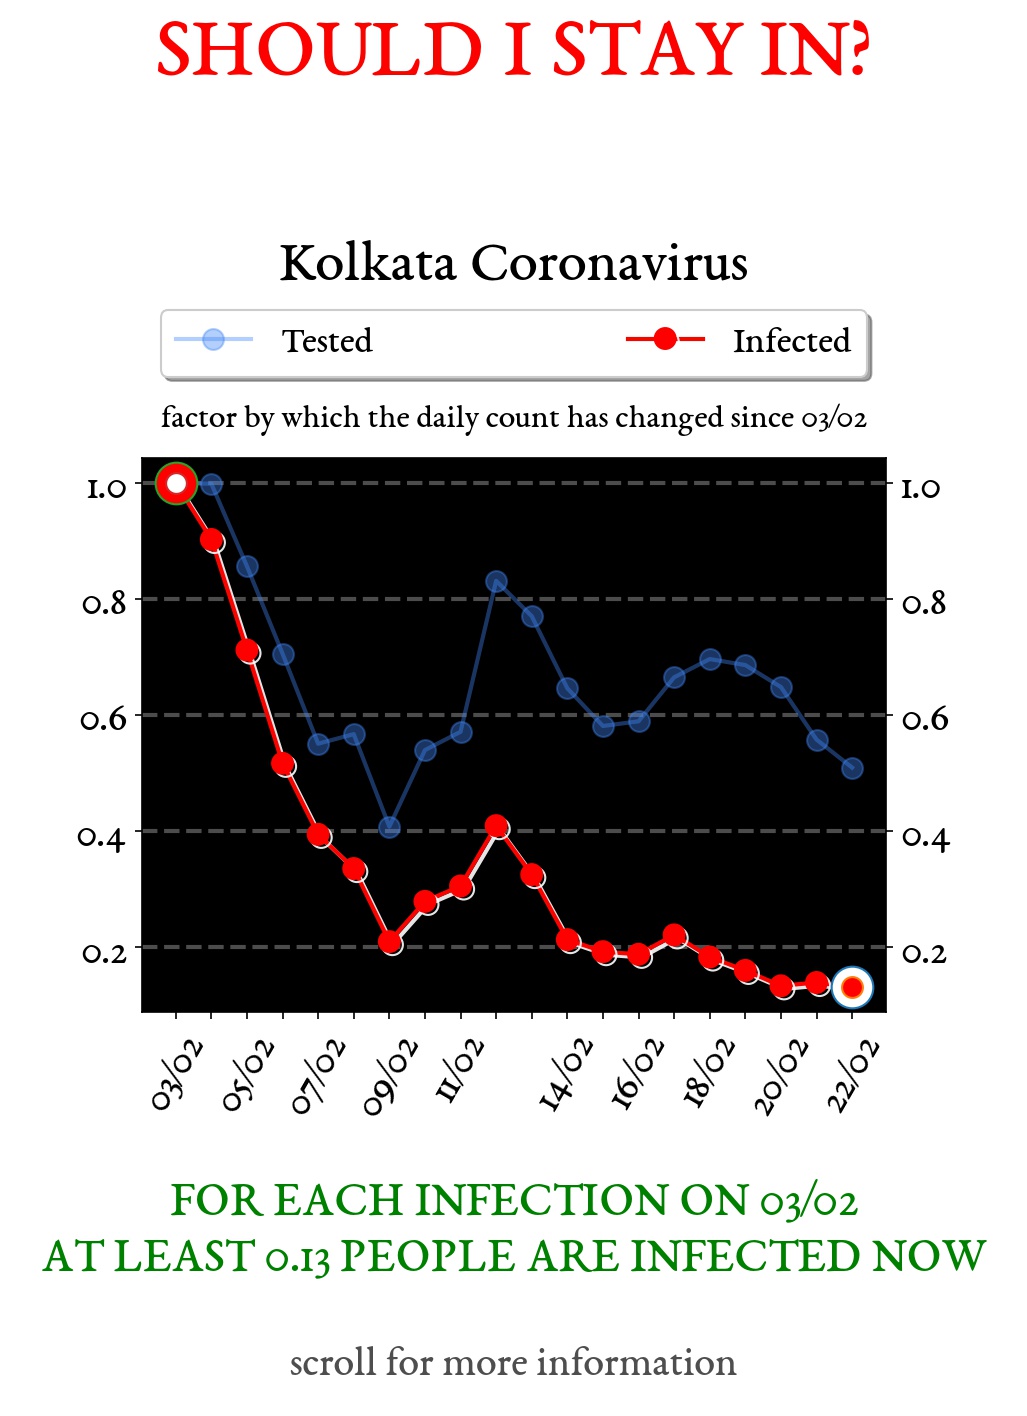 SHOULD I STAY IN?
Kolkata Coronavirus
Tested Infected
factor by which the daily count has changed since 03/02
1.0 1.0
0.8 0.8
0.6 0.6
0.4 0.4
0.2 0.2
03/02 05/02 07/02 09/02 11/02 14/02 16/02 18/02 20/02 22/02
FOR EACH INFECTION ON 03/02
AT LEAST 0.13 PEOPLE ARE INFECTED NOW
scroll for more information